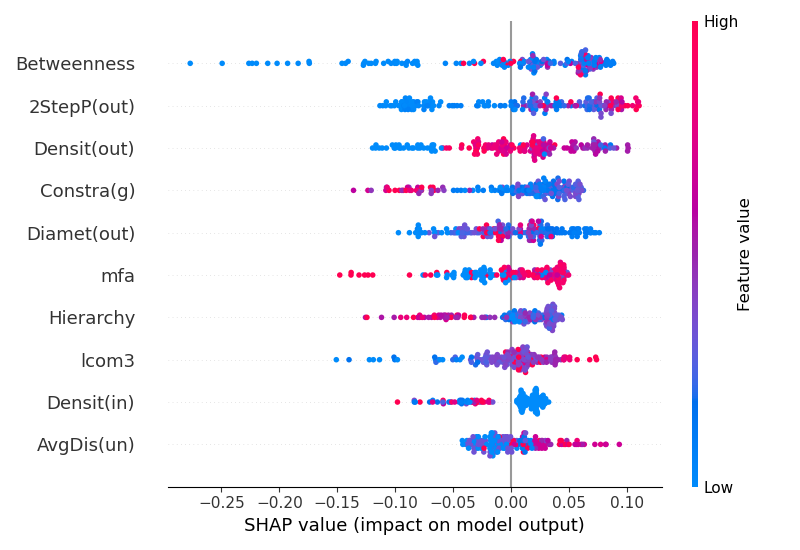 High
Betweenness
2StepP(out)
Densit(out)
Constra(g)
Diamet(out)
mfa
Hierarchy
lcom3
Densit(in)
AvgDis(un)
Feature value
Low
−0.25 −0.20 −0.15 −0.10 −0.05 0.00 0.05 0.10
SHAP value (impact on model output)